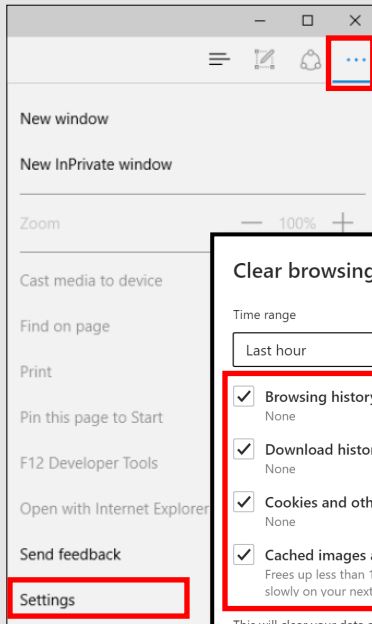 New window
New InPrivate window
Zoom
100%
Cast media to device
Find on page
Print
Pin this page to Start
F12 Developer Tools
Open with Internet Explorer
Send feedback
Settings
Clear browsing
Time range
Last hour
Browsing history
None
Download histor
None
Cookies and oth
None
Cached images a
Frees up less than 1
slowly on your next